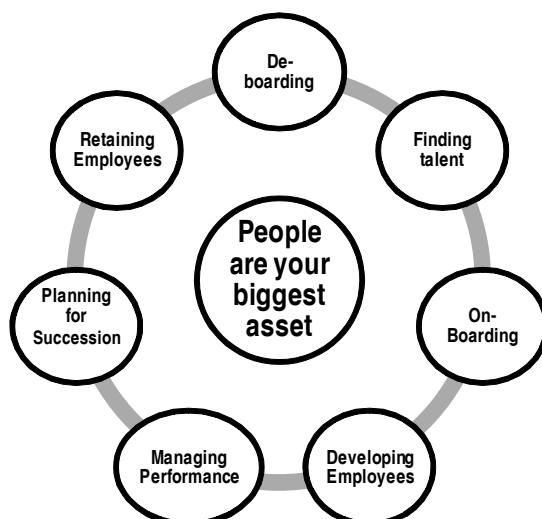 De-
boarding
Finding
talent
On-
Boarding
Developing
Employees
Managing
Performance
Planning
for
Succession
Retaining
Employees
People
are your
biggest
asset